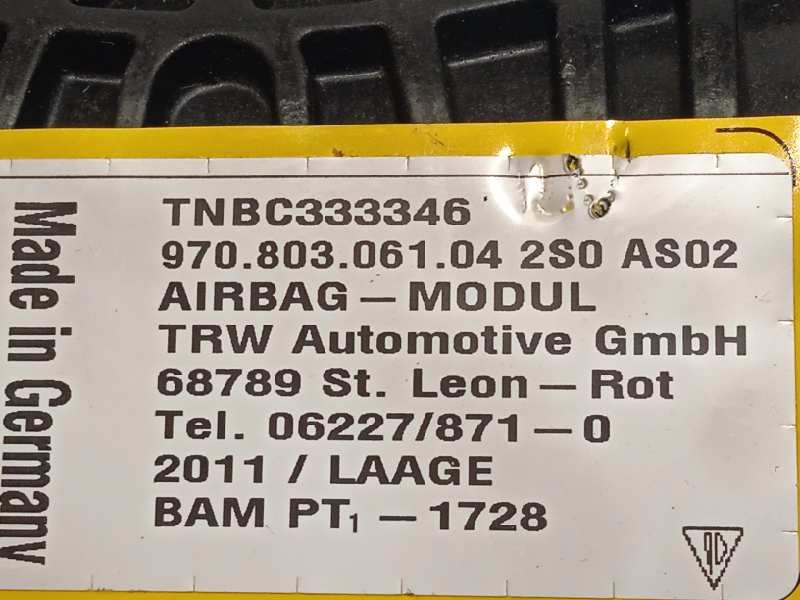 TNBC333346
970.803.061.04 2S0 AS02
AIRBAG – MODUL
TRW Automotive GmbH
68789 St. Leon – Rot
Tel. 06227/871 – 0
2011 / LAAGE
BAM PT₁ – 1728
Made in Germany